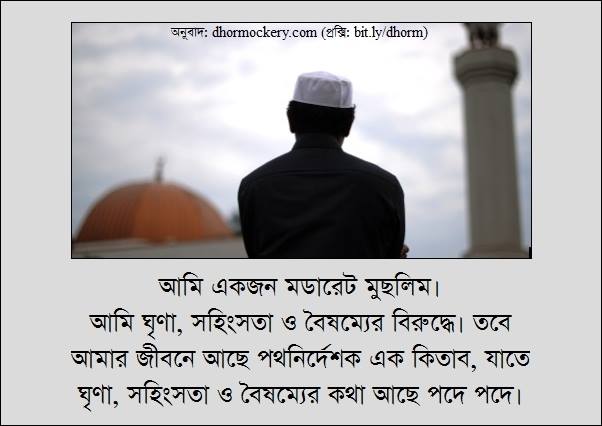 অনুবাদ: dhormockery.com (প্রক্সি: bit.ly/dhorm)
আমি একজন মডারেট মুছলিম।
আমি ঘৃণা, সহিংসতা ও বৈষম্যের বিরুদ্ধে। তবে
আমার জীবনে আছে পথনির্দেশক এক কিতাব, যাতে
ঘৃণা, সহিংসতা ও বৈষম্যের কথা আছে পদে পদে।